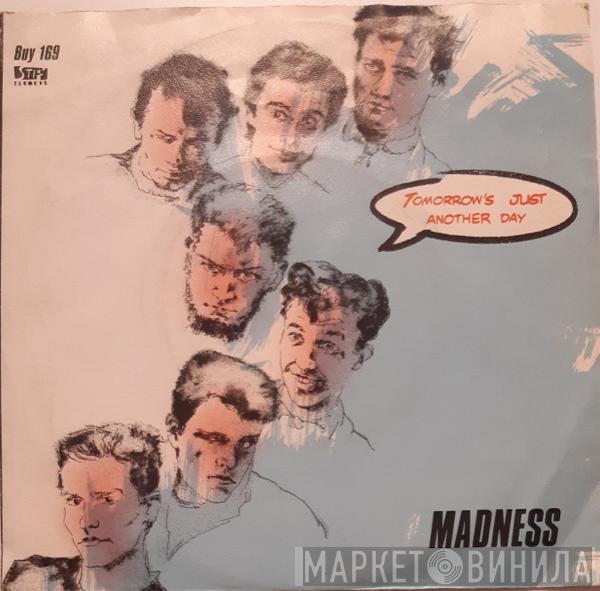 Buy 169
STIFF
RECORDS
TOMORROW'S JUST
ANOTHER DAY
MADNESS
МАРКЕТ ВИНИЛА